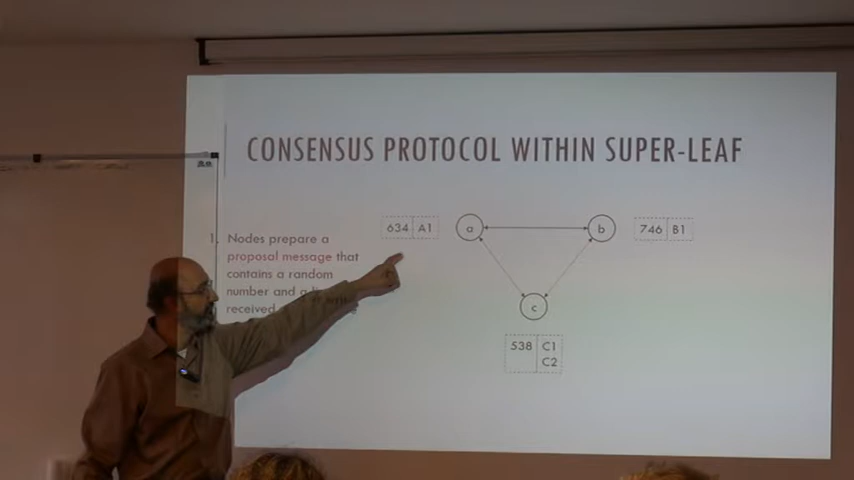 CONSENSUS PROTOCOL WITHIN SUPER-LEAF
1. Nodes prepare a
proposal message that
contains a random
number and a li
received
634 A1
a
b
746 B1
c
538 C1
C2